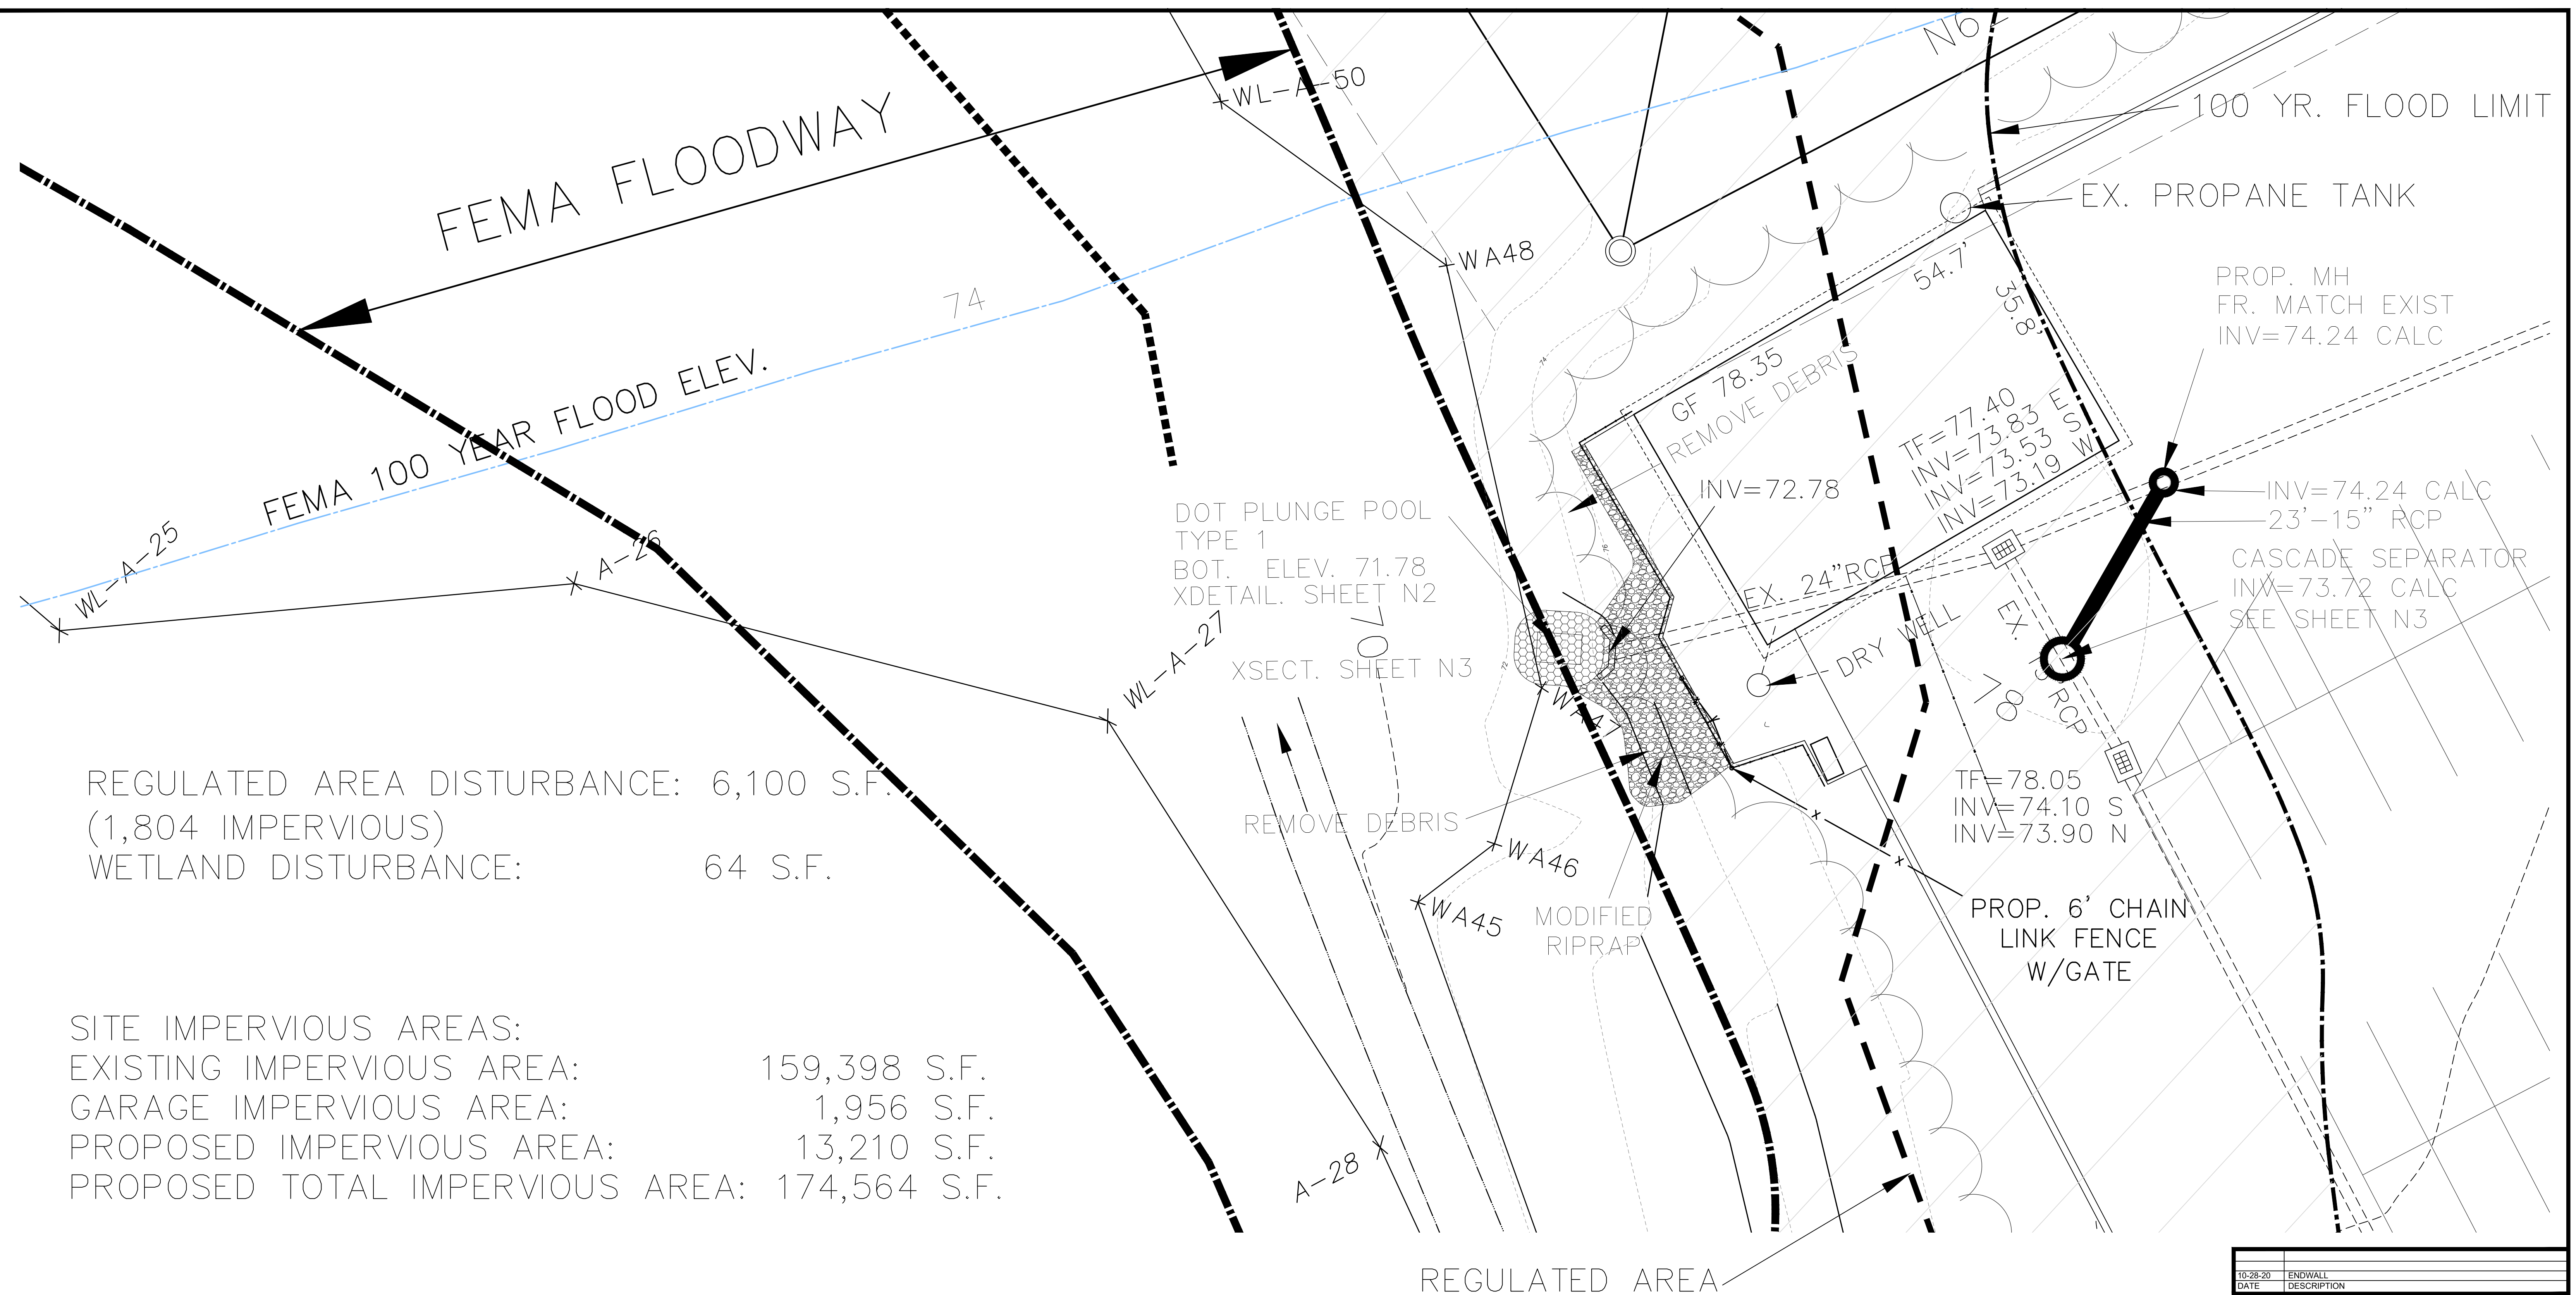 FEMA FLOODWAY
WL-A-50
N6
100 YR. FLOOD LIMIT
EX. PROPANE TANK
WA48
54.7'
35.8'
PROP. MH
FR. MATCH EXIST
INV=74.24 CALC
74
FEMA 100 YEAR FLOOD ELEV.
74
GF 78.35
REMOVE DEBRIS
TF=77.40
INV=73.83 E
INV=73.53 S
INV=73.19 W
INV=72.78
INV=74.24 CALC
23'-15" RCP
CASCADE SEPARATOR
INV=73.72 CALC
SEE SHEET N3
WL-A-25
A-26
DOT PLUNGE POOL
TYPE 1
BOT. ELEV. 71.78
XDETAIL. SHEET N2
76
EX. 24"RCP
WL-A-27
70
XSECT. SHEET N3
72
DRY WELL
EX.
RCP
78
REGULATED AREA DISTURBANCE: 6,100 S.F.
(1,804 IMPERVIOUS)
WETLAND DISTURBANCE: 64 S.F.
TF=78.05
INV=74.10 S
INV=73.90 N
REMOVE DEBRIS
WA46
WA45
MODIFIED
RIPRAP
PROP. 6' CHAIN
LINK FENCE
W/GATE
SITE IMPERVIOUS AREAS:
EXISTING IMPERVIOUS AREA: 159,398 S.F.
GARAGE IMPERVIOUS AREA: 1,956 S.F.
PROPOSED IMPERVIOUS AREA: 13,210 S.F.
PROPOSED TOTAL IMPERVIOUS AREA: 174,564 S.F.
A-28
REGULATED AREA
10-28-20 ENDWALL
DATE DESCRIPTION